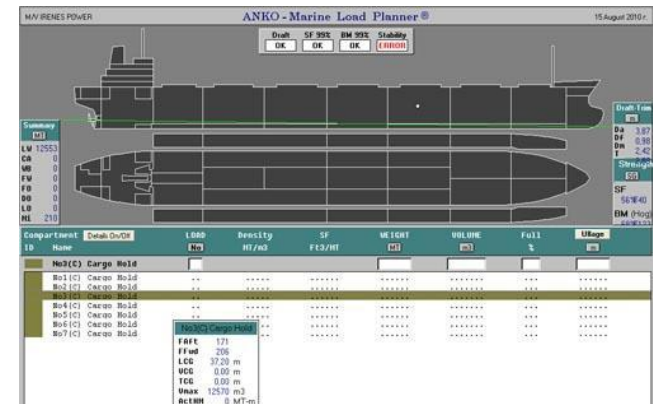 M/V IRENES POWER
ANKO - Marine Load Planner ®
15 August 2010 г.
Draft SF 99% BM 99% Stability
OK OK OK ERROR
Summary
MT
LW 12553
CA 0
WB 0
FW 0
FO 0
DO 0
LO 0
Mi 210
Draft-Trim
m
Da 3,87
Df 0,98
Dm 2,42
T
Strength
SG
SF
BM (Hog)
Compartment Details On/Off LOAD Density SF WEIGHT VOLUME Full Ullage
ID Name No MT/m3 Ft3/MT MT m3 % m
No3(C) Cargo Hold
No1(C) Cargo Hold
No2(C) Cargo Hold
No3(C) Cargo Hold
No4(C) Cargo Hold
No5(C) Cargo Hold
No6(C) Cargo Hold
No7(C) Cargo Hold
No3(C) Cargo Hold
FAft 171
FFwd 206
LCG 37,20 m
VCG 0,00 m
TCG 0,00 m
Vmax 12570 m3
ActHM 0 MT-m